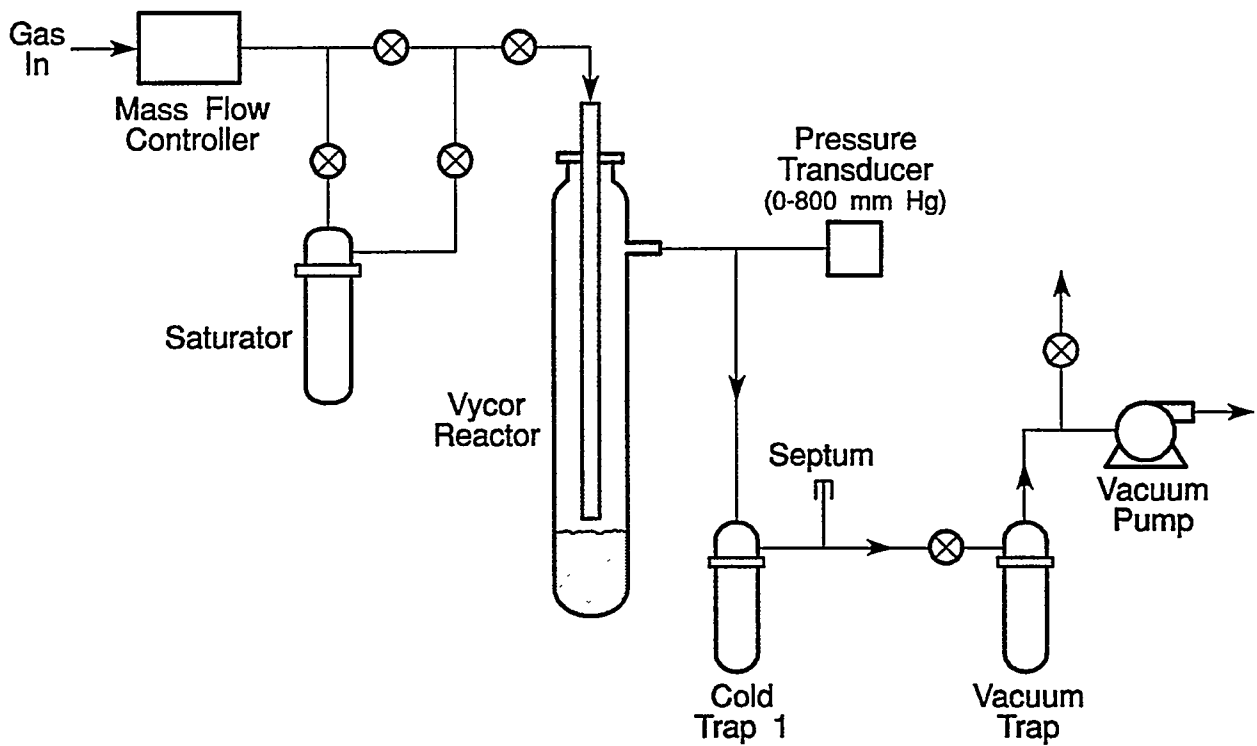 Gas
In
Mass Flow
Controller
Pressure
Transducer
(0-800 mm Hg)
Saturator
Vycor
Reactor
Septum
Vacuum
Pump
Cold
Trap 1
Vacuum
Trap